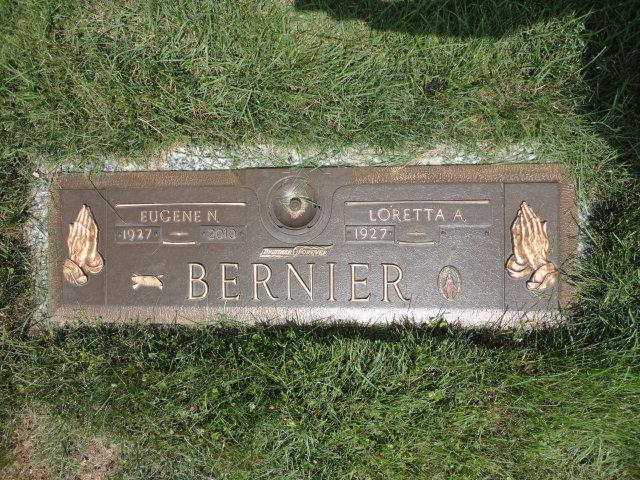 EUGENE N.
1927 2010
LORETTA A.
1927
TOGETHER FOREVER
BERNIER